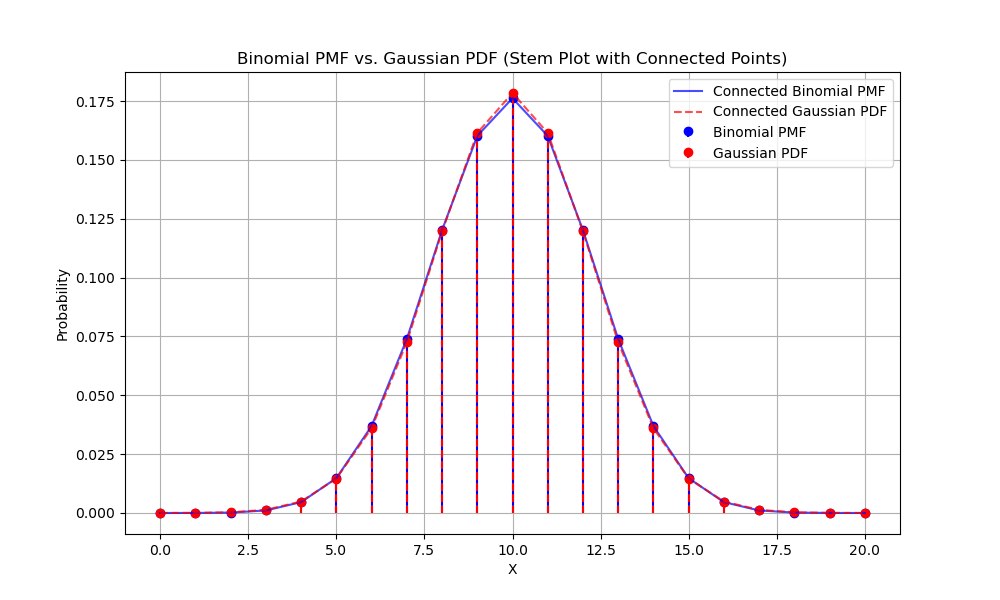 Binomial PMF vs. Gaussian PDF (Stem Plot with Connected Points)
Connected Binomial PMF
Connected Gaussian PDF
Binomial PMF
Gaussian PDF
Probability
0.175
0.150
0.125
0.100
0.075
0.050
0.025
0.000
0.0 2.5 5.0 7.5 10.0 12.5 15.0 17.5 20.0
X